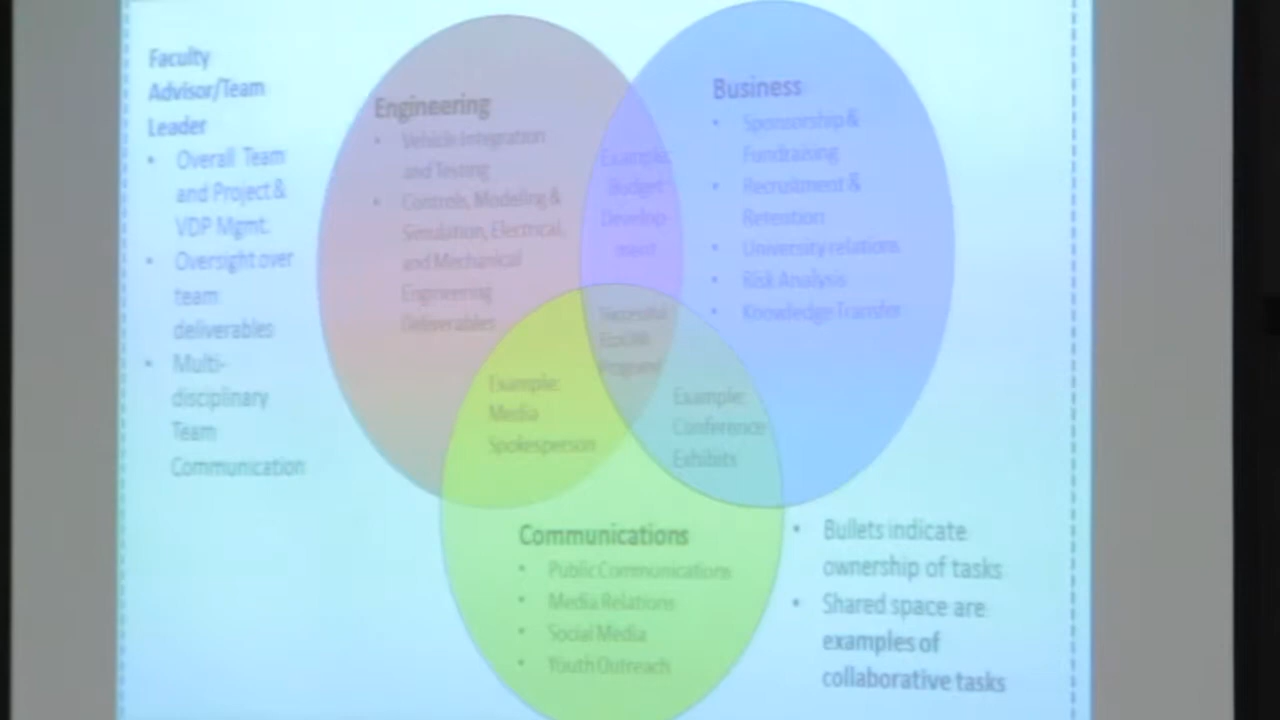 Faculty
Advisor/Team
Leader
• Overall Team
and Project &
VDP Mgmt.
• Oversight over
team
deliverables
• Multi-
disciplinary
Team
Communication
Engineering
• Vehicle Integration
and Testing
• Controls, Modeling &
Simulation, Electrical,
and Mechanical
Engineering
Deliverables
Example:
Budget
Develop-
ment
Business
• Sponsorship &
Fundraising
• Recruitment &
Retention
• University relations
• Risk Analysis
• Knowledge Transfer
Successful
Program
Example:
Media
Spokesperson
Example:
Conference
Exhibits
Communications
• Public Communications
• Media Relations
• Social Media
• Youth Outreach
• Bullets indicate
ownership of tasks
• Shared space are
examples of
collaborative tasks